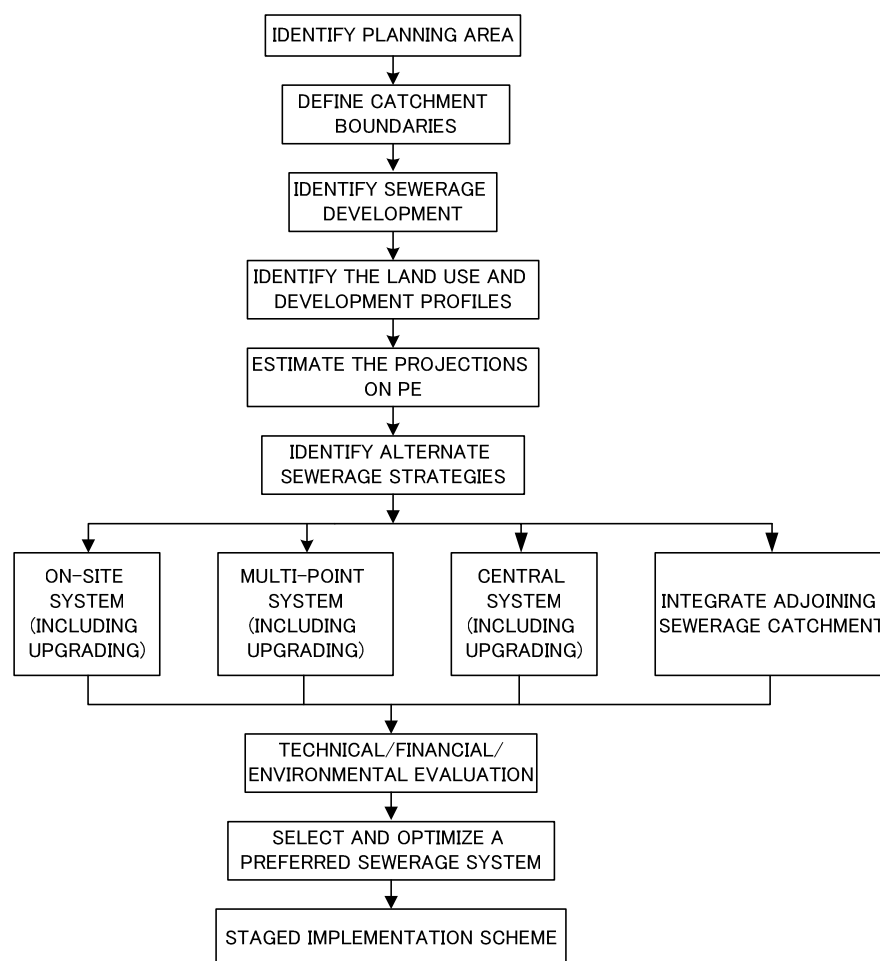 IDENTIFY PLANNING AREA
DEFINE CATCHMENT
BOUNDARIES
IDENTIFY SEWERAGE
DEVELOPMENT
IDENTIFY THE LAND USE AND
DEVELOPMENT PROFILES
ESTIMATE THE PROJECTIONS
ON PE
IDENTIFY ALTERNATE
SEWERAGE STRATEGIES
ON-SITE
SYSTEM
(INCLUDING
UPGRADING)
MULTI-POINT
SYSTEM
(INCLUDING
UPGRADING)
CENTRAL
SYSTEM
(INCLUDING
UPGRADING)
INTEGRATE ADJOINING
SEWERAGE CATCHMENT
TECHNICAL/FINANCIAL/
ENVIRONMENTAL EVALUATION
SELECT AND OPTIMIZE A
PREFERRED SEWERAGE SYSTEM
STAGED IMPLEMENTATION SCHEME